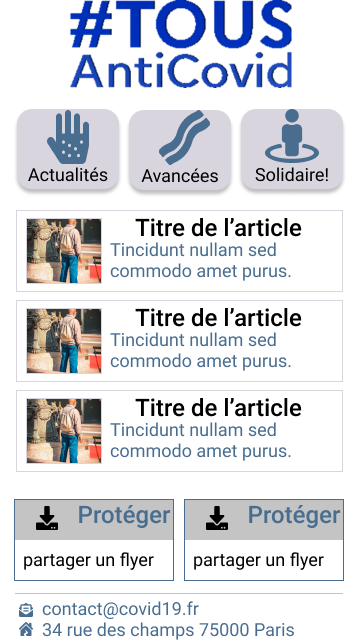 #TOUS
AntiCovid
Actualités Avancées Solidaire!
Titre de l’article
Tincidunt nullam sed
commodo amet purus.
Titre de l’article
Tincidunt nullam sed
commodo amet purus.
Titre de l’article
Tincidunt nullam sed
commodo amet purus.
Protéger
partager un flyer
Protéger
partager un flyer
contact@covid19.fr
34 rue des champs 75000 Paris